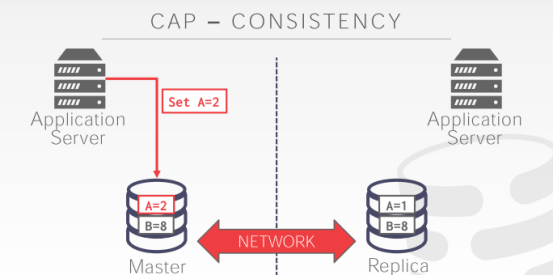 CAP – CONSISTENCY
Application
Server
Set A=2
Application
Server
A=2
B=8
Master
NETWORK
A=1
B=8
Replica